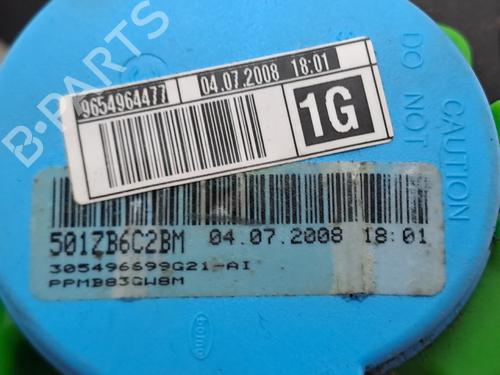 9654964477 04.07.2008 18:01
1G
501ZB6C2BM 04.07.2008 18:01
305496699G21-AI
PPMB83GW8M
CAUTION
DO NOT
B-PARTS